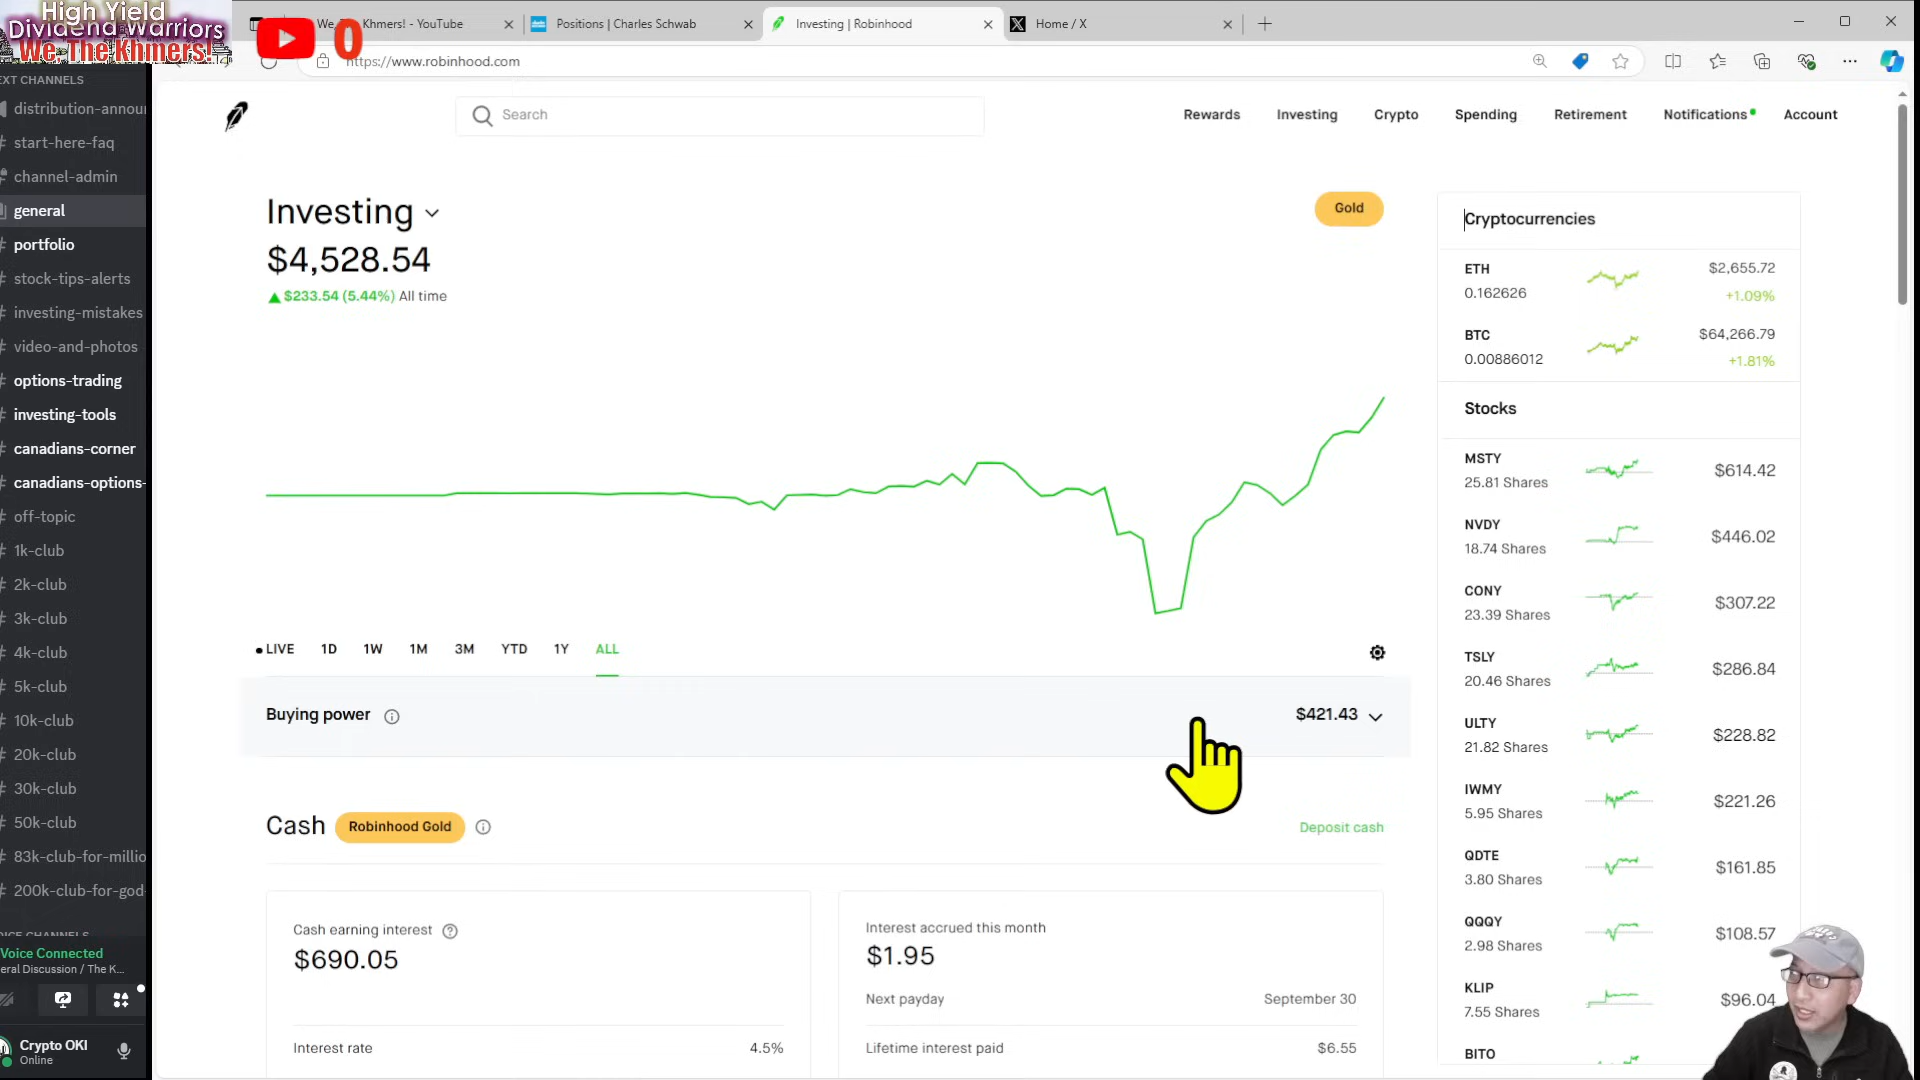 High Yield
Dividend Warriors
We The Khmers!
0
We, The Khmers! - YouTube
Positions | Charles Schwab
Investing | Robinhood
Home / X
https://www.robinhood.com
EXT CHANNELS
distribution-annou
start-here-faq
channel-admin
general
portfolio
stock-tips-alerts
investing-mistakes
video-and-photos
options-trading
investing-tools
canadians-corner
canadians-options-
off-topic
1k-club
2k-club
3k-club
4k-club
5k-club
10k-club
20k-club
30k-club
50k-club
83k-club-for-millio
200k-club-for-god-
OICE CHANNELS
Voice Connected
eral Discussion / The K...
Crypto OKI
Online
Search
Rewards
Investing
Crypto
Spending
Retirement
Notifications
Account
Investing
Gold
$4,528.54
$233.54 (5.44%) All time
LIVE 1D 1W 1M 3M YTD 1Y ALL
Buying power
$421.43
Cash
Robinhood Gold
Deposit cash
Cash earning interest
$690.05
Interest rate 4.5%
Interest accrued this month
$1.95
Next payday September 30
Lifetime interest paid $6.55
Cryptocurrencies
ETH $2,655.72
0.162626 +1.09%
BTC $64,266.79
0.00886012 +1.81%
Stocks
MSTY
25.81 Shares
$614.42
NVDY
18.74 Shares
$446.02
CONY
23.39 Shares
$307.22
TSLY
20.46 Shares
$286.84
ULTY
21.82 Shares
$228.82
IWMY
5.95 Shares
$221.26
QDTE
3.80 Shares
$161.85
QQQY
2.98 Shares
$108.57
KLIP
7.55 Shares
$96.04
BITO